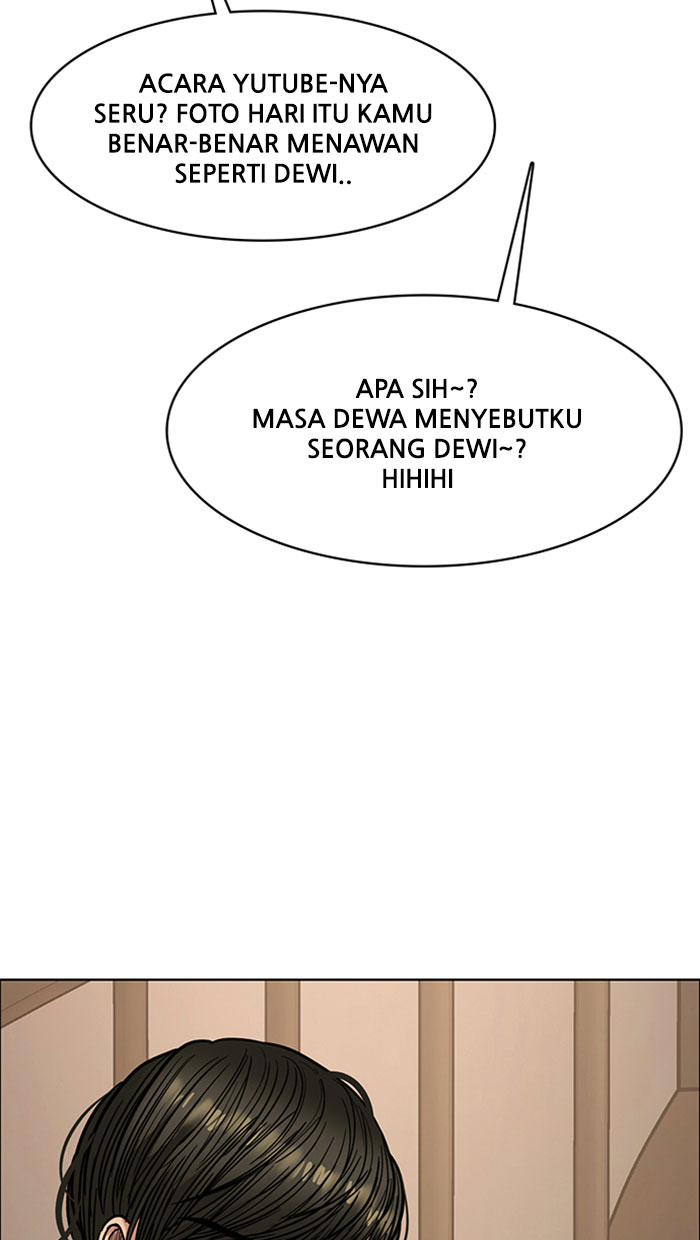 ACARA YUTUBE-NYA
SERU? FOTO HARI ITU KAMU
BENAR-BENAR MENAWAN
SEPERTI DEWI..
APA SIH~?
MASA DEWA MENYEBUTKU
SEORANG DEWI~?
HIHIHI